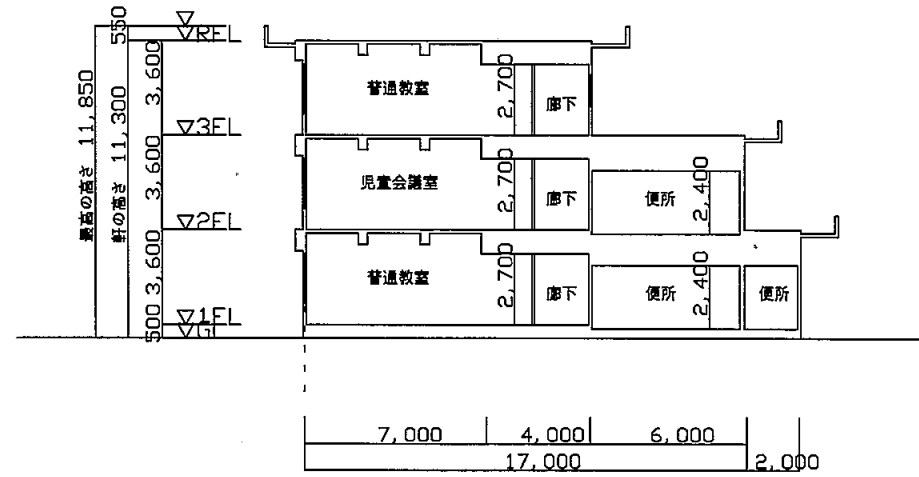 550
▽RFL
3,600
最高の高さ 11,850
軒の高さ 11,300
普通教室
2,700
廊下
▽3FL
3,600
児童会議室
2,700
廊下
便所
2,400
▽2FL
3,600
普通教室
2,700
廊下
便所
2,400
便所
▽1FL
500
▽GL
7,000
4,000
6,000
17,000
2,000